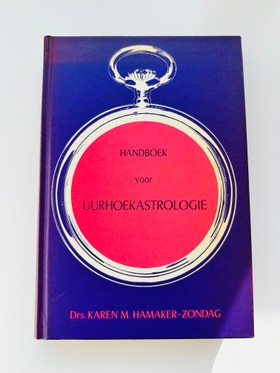 HANDBOEK
voor
UURHOEKASTROLOGIE
Drs. KAREN M. HAMAKER-ZONDAG